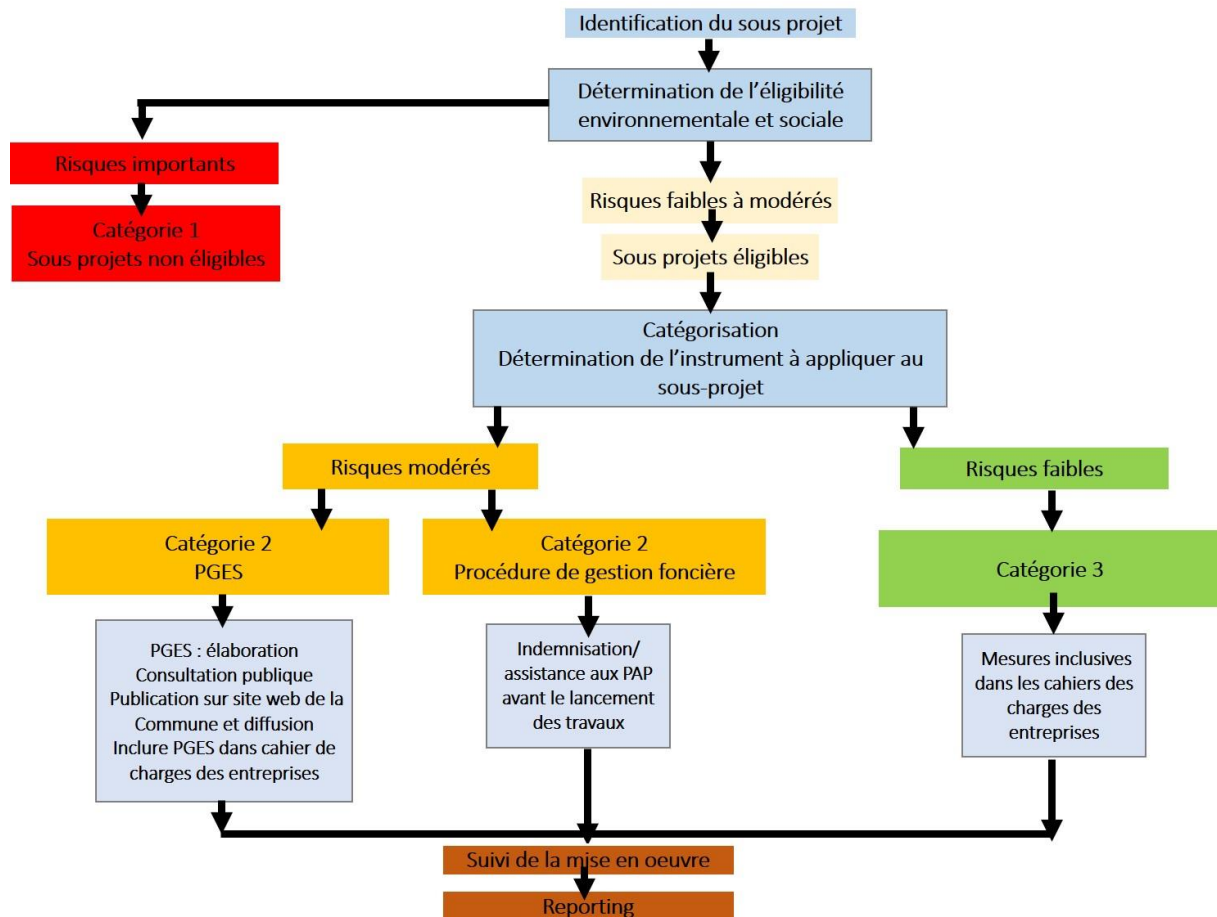 Identification du sous projet
Détermination de l'éligibilité
environnementale et sociale
Risques importants
Catégorie 1
Sous projets non éligibles
Risques faibles à modérés
Sous projets éligibles
Catégorisation
Détermination de l'instrument à appliquer au
sous-projet
Risques modérés
Risques faibles
Catégorie 2
PGES
Catégorie 2
Procédure de gestion foncière
Catégorie 3
PGES : élaboration
Consultation publique
Publication sur site web de la
Commune et diffusion
Inclure PGES dans cahier de
charges des entreprises
Indemnisation/
assistance aux PAP
avant le lancement
des travaux
Mesures inclusives
dans les cahiers des
charges des
entreprises
Suivi de la mise en oeuvre
Reporting